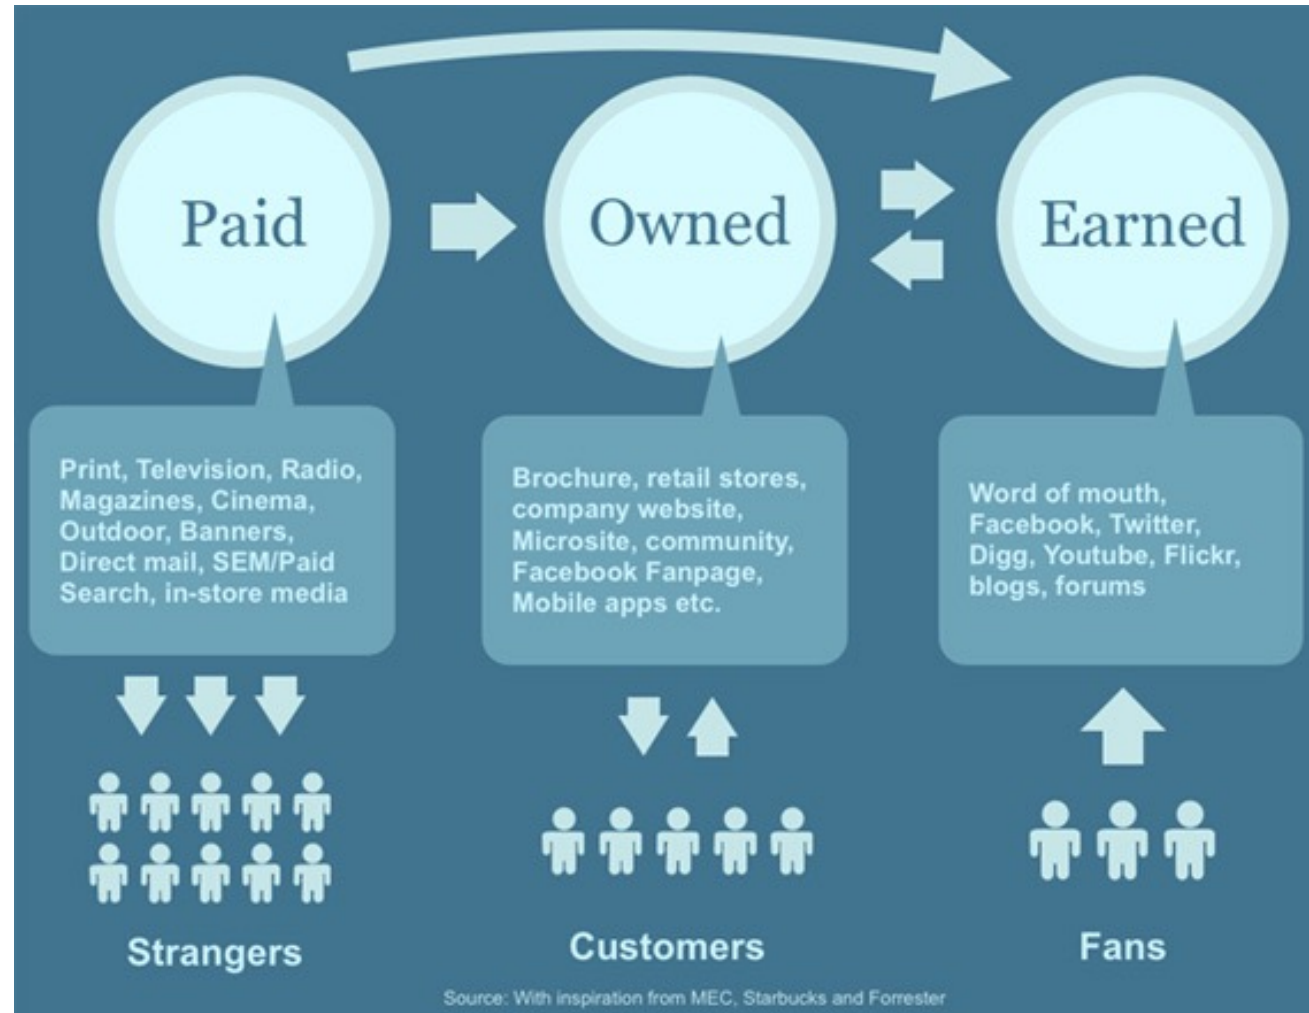 Paid
Owned
Earned
Print, Television, Radio,
Magazines, Cinema,
Outdoor, Banners,
Direct mail, SEM/Paid
Search, in-store media
Brochure, retail stores,
company website,
Microsite, community,
Facebook Fanpage,
Mobile apps etc.
Word of mouth,
Facebook, Twitter,
Digg, Youtube, Flickr,
blogs, forums
Strangers
Customers
Fans
Source: With inspiration from MEC, Starbucks and Forrester